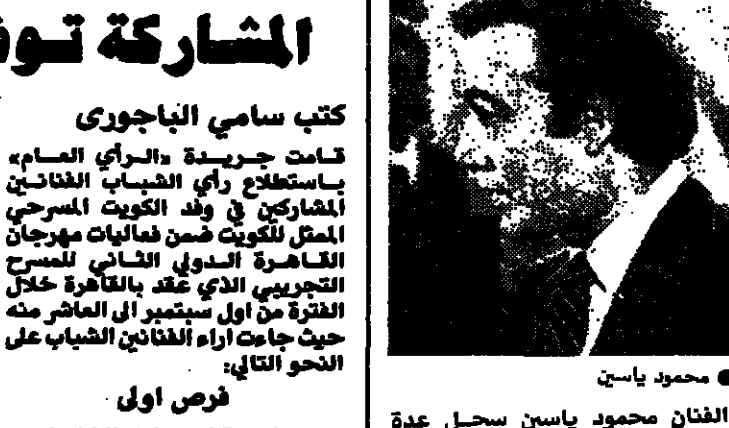 المشاركة
كتب سامي الباجورى
قامت جريدة «الرأي العام»
باستطلاع رأي الشباب الفنانين
المشاركين في وفد الكويت المسرحي
الممثل للكويت ضمن فعاليات مهرجان
القاهرة الدولي الثاني للمسرح
التجريبي الذي عقد بالقاهرة خلال
الفترة من اول سبتمبر الى العاشر منه
حيث جاءت اراء الفنانين الشباب على
النحو التالي:
فرص اولى
محمود ياسين
الفنان محمود ياسين سجل عدة